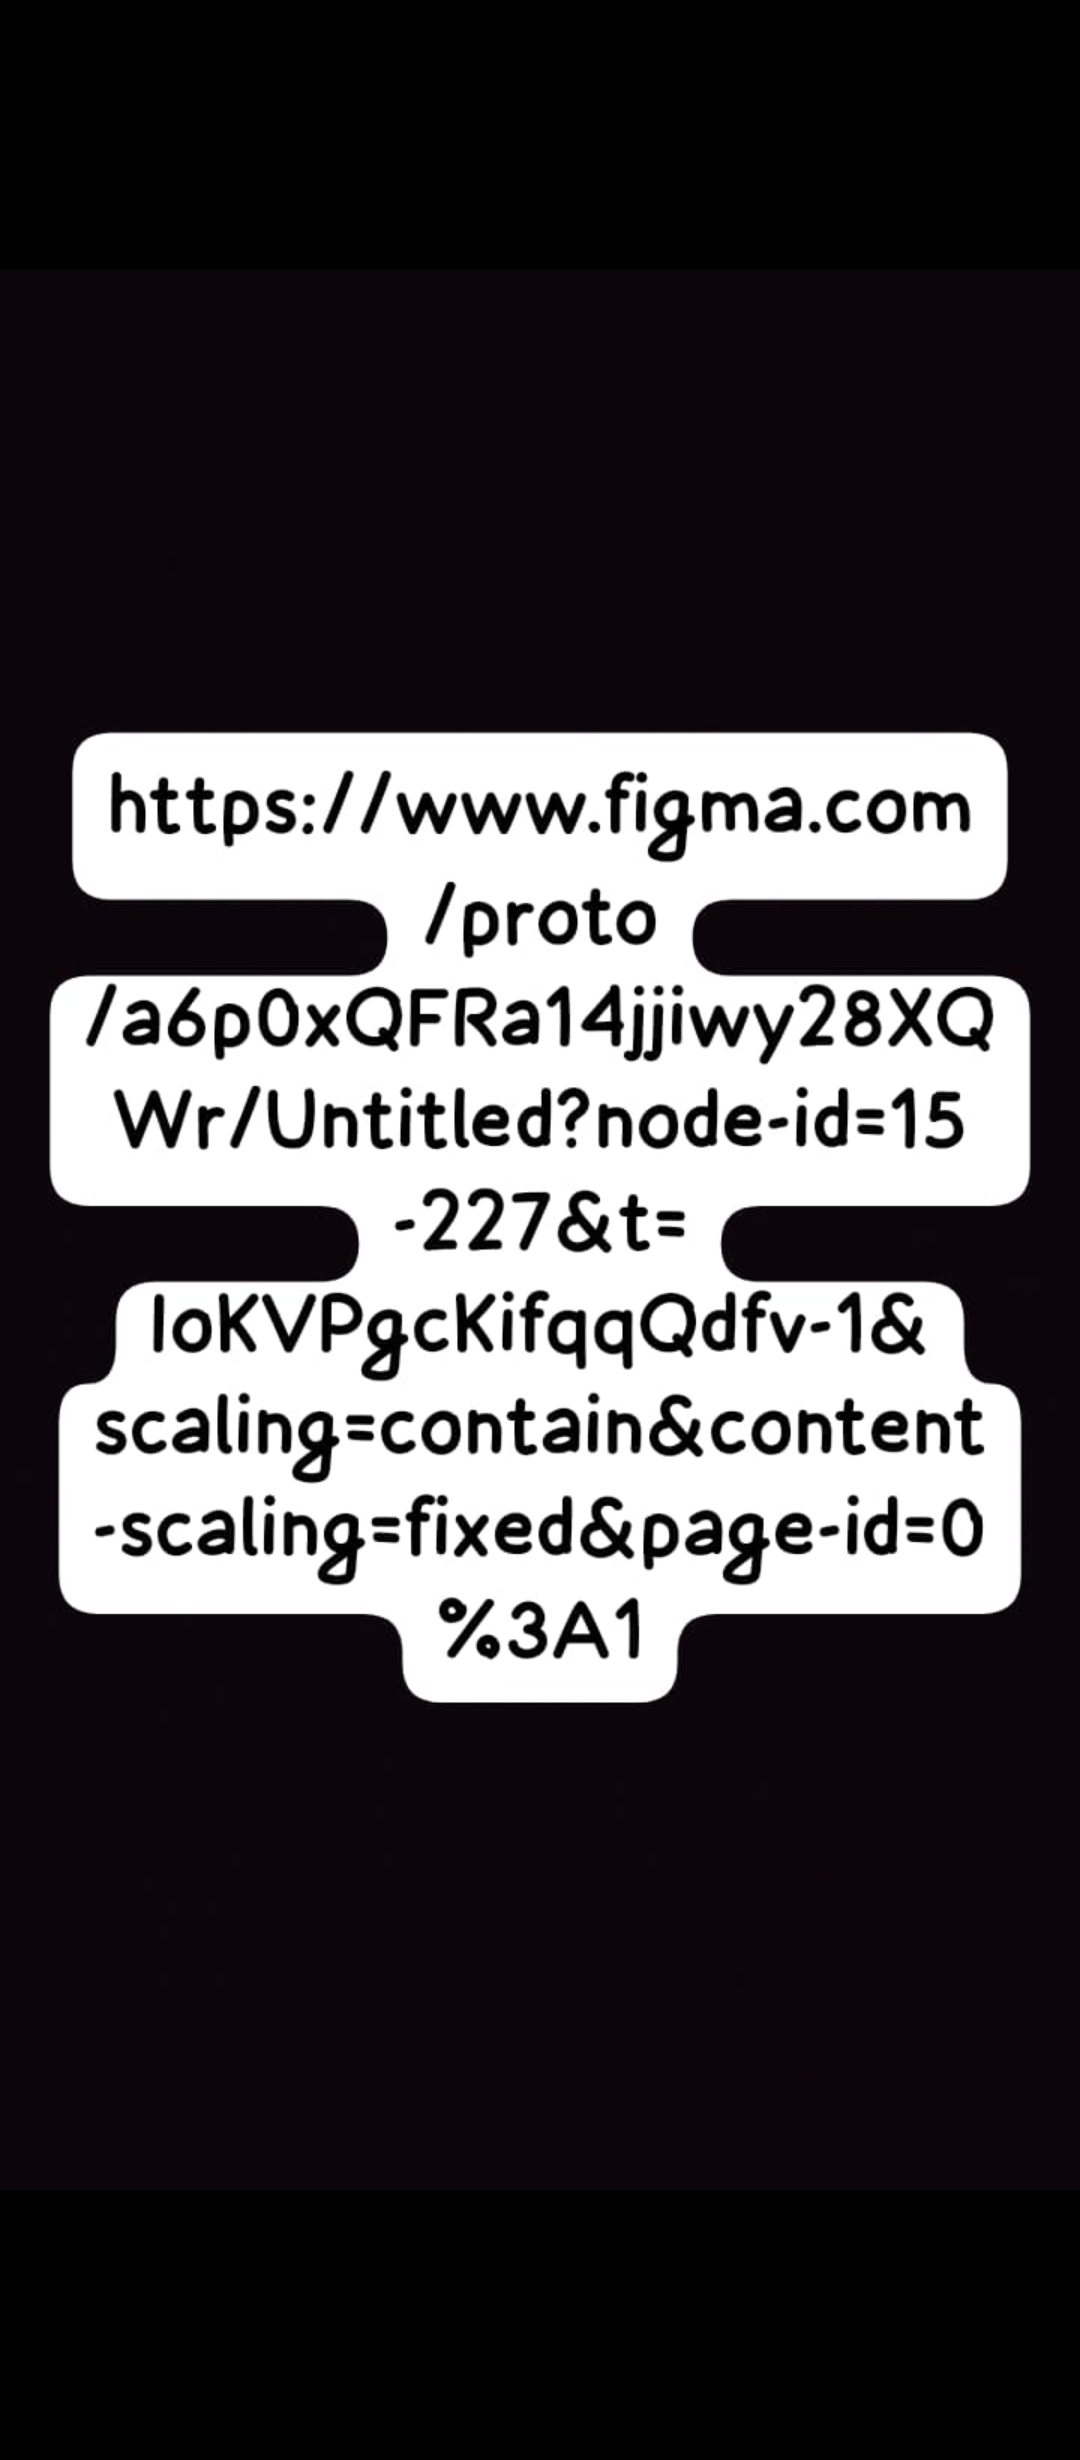 https://www.figma.com
/proto
/a6p0xQFRa14jjiwy28XQ
Wr/Untitled?node-id=15
-227&t=
IoKVPgcKifqqQdfv-1&
scaling=contain&content
-scaling=fixed&page-id=0
%3A1